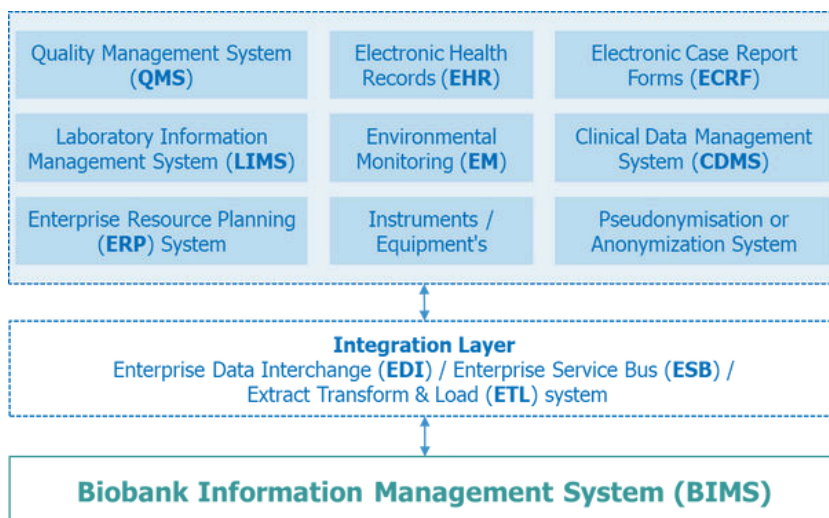 Quality Management System
(QMS)
Electronic Health
Records (EHR)
Electronic Case Report
Forms (ECRF)
Laboratory Information
Management System (LIMS)
Environmental
Monitoring (EM)
Clinical Data Management
System (CDMS)
Enterprise Resource Planning
(ERP) System
Instruments /
Equipment's
Pseudonymisation or
Anonymization System
Integration Layer
Enterprise Data Interchange (EDI) / Enterprise Service Bus (ESB) /
Extract Transform & Load (ETL) system
Biobank Information Management System (BIMS)